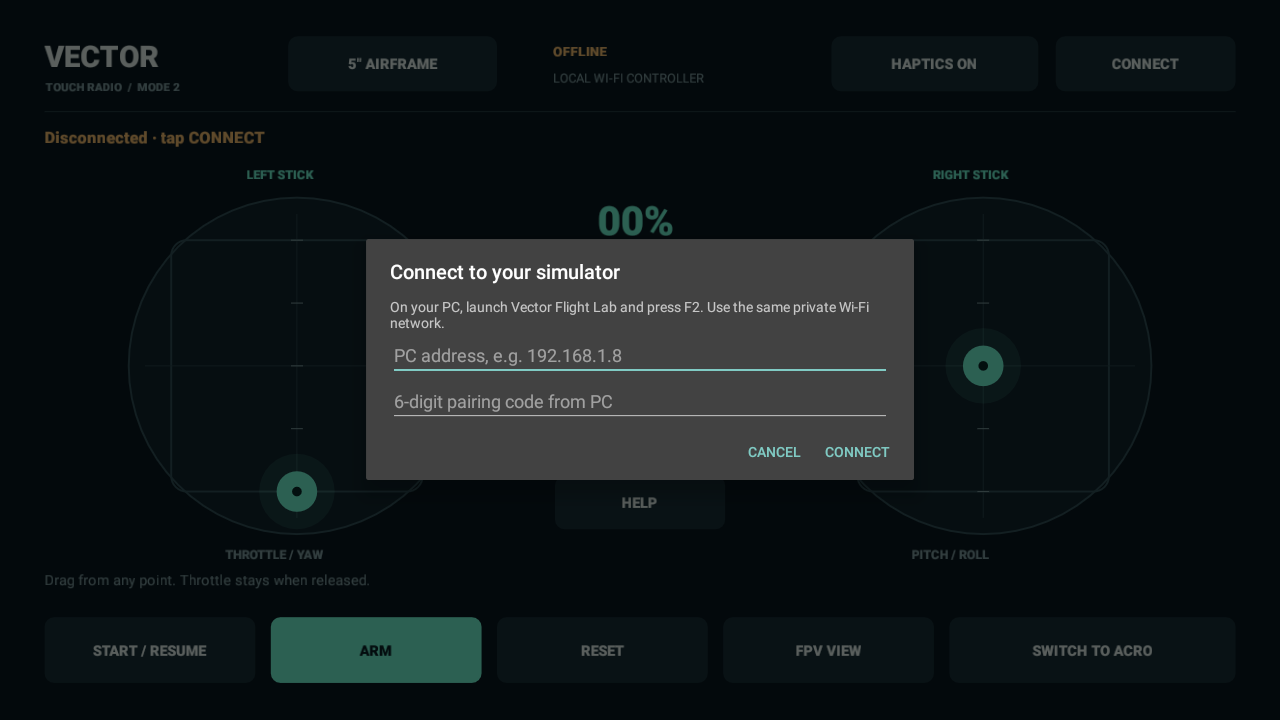 VECTOR
TOUCH RADIO / MODE 2
5" AIRFRAME
OFFLINE
LOCAL WI-FI CONTROLLER
HAPTICS ON
CONNECT
Disconnected · tap CONNECT
LEFT STICK
RIGHT STICK
00%
Connect to your simulator
On your PC, launch Vector Flight Lab and press F2. Use the same private Wi-Fi
network.
PC address, e.g. 192.168.1.8
6-digit pairing code from PC
CANCEL
CONNECT
HELP
THROTTLE / YAW
PITCH / ROLL
Drag from any point. Throttle stays when released.
START / RESUME
ARM
RESET
FPV VIEW
SWITCH TO ACRO